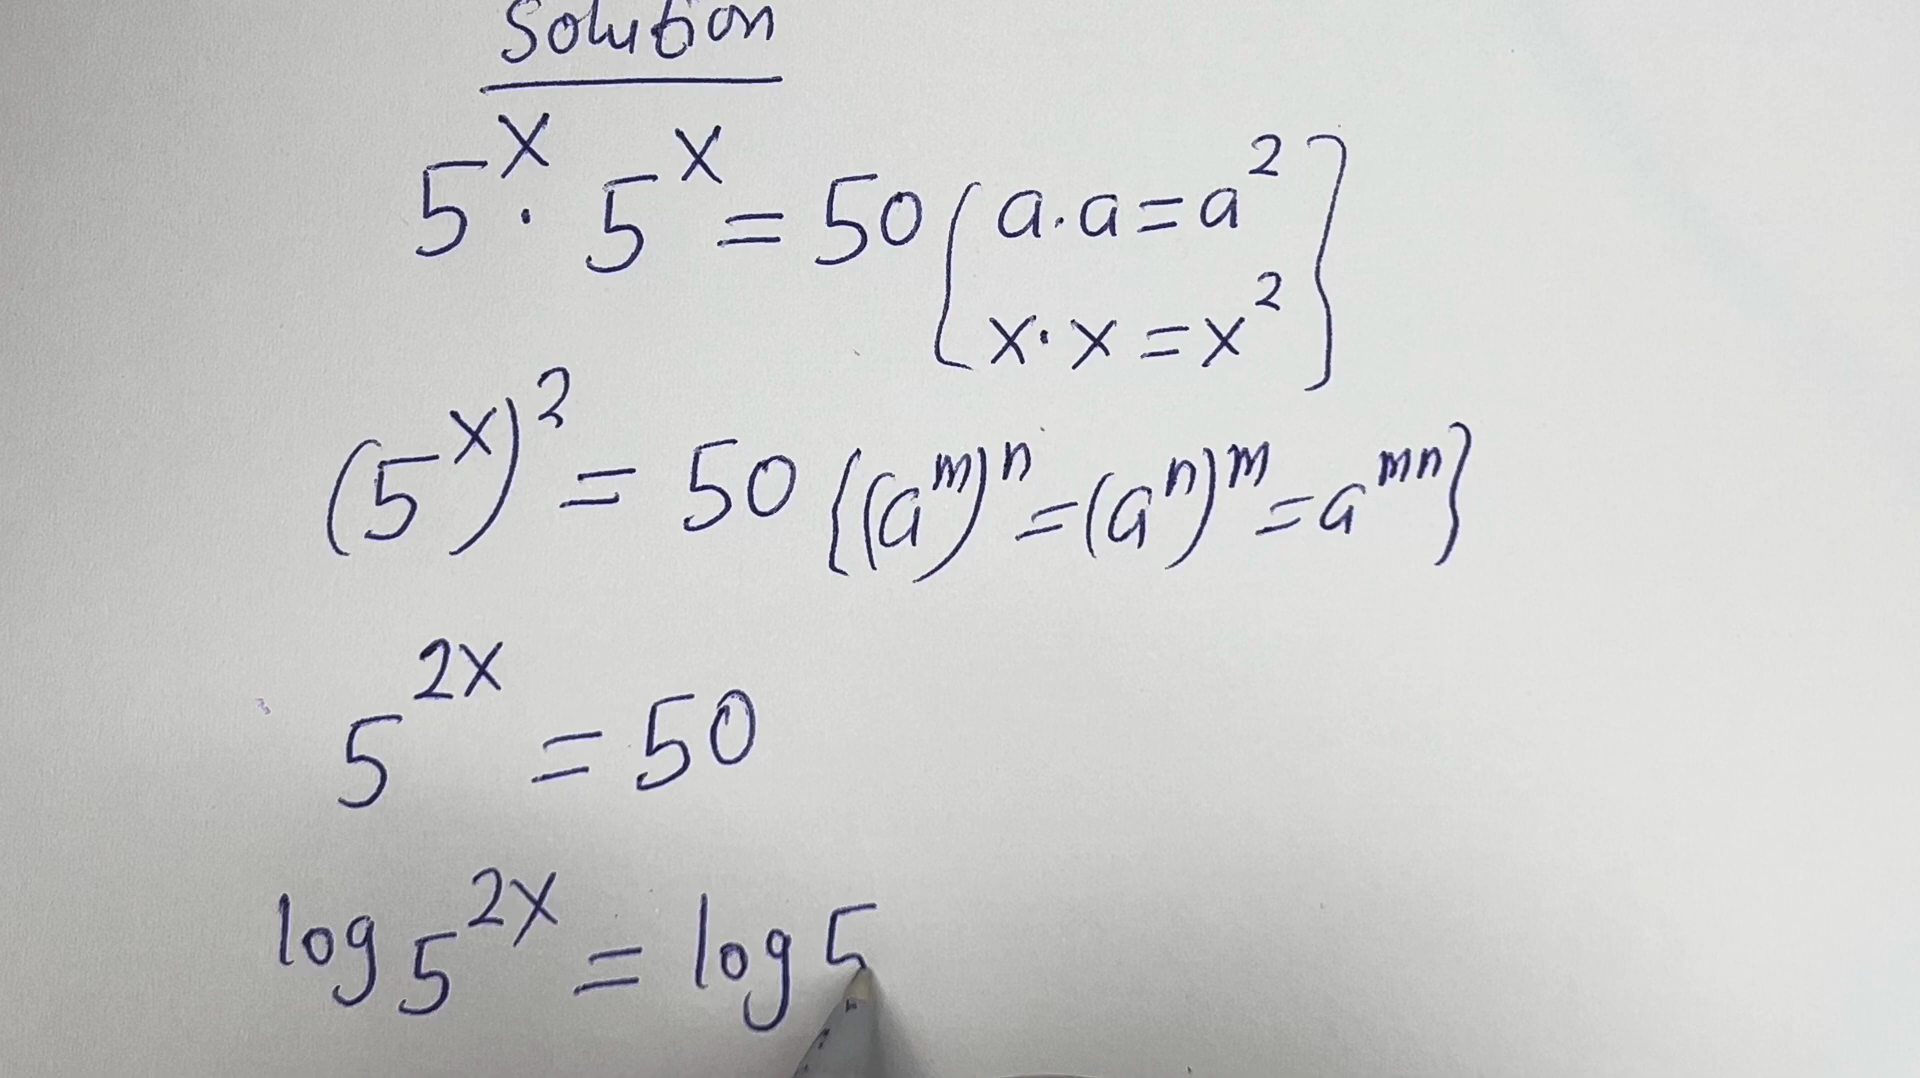 Solution
5^x · 5^x = 50 { a·a = a^2
x·x = x^2 }
(5^x)^2 = 50 {(a^m)^n = (a^n)^m = a^mn}
5^2x = 50
log 5^2x = log 5